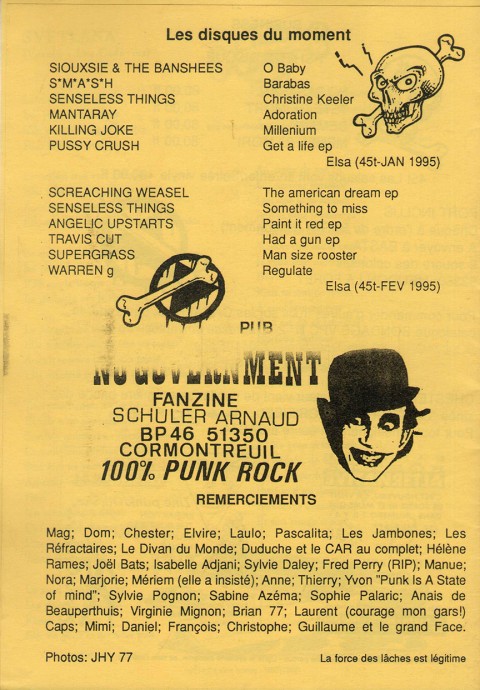 Les disques du moment
SIOUXSIE & THE BANSHEES O Baby
S*M*A*S*H Barabas
SENSELESS THINGS Christine Keeler
MANTARAY Adoration
KILLING JOKE Millenium
PUSSY CRUSH Get a life ep
Elsa (45t-JAN 1995)
SCREACHING WEASEL The american dream ep
SENSELESS THINGS Something to miss
ANGELIC UPSTARTS Paint it red ep
TRAVIS CUT Had a gun ep
SUPERGRASS Man size rooster
WARREN g Regulate
Elsa (45t-FEV 1995)
PUB
NO GOVERNMENT
FANZINE
SCHULER ARNAUD
BP46 51350
CORMONTREUIL
100% PUNK ROCK
REMERCIEMENTS
Mag; Dom; Chester; Elvire; Laulo; Pascalita; Les Jambones; Les
Réfractaires; Le Divan du Monde; Duduche et le CAR au complet; Hélène
Rames; Joël Bats; Isabelle Adjani; Sylvie Daley; Fred Perry (RIP); Manue;
Nora; Marjorie; Mériem (elle a insisté); Anne; Thierry; Yvon "Punk Is A State
of mind"; Sylvie Pognon; Sabine Azéma; Sophie Palaric; Anais de
Beauperthuis; Virginie Mignon; Brian 77; Laurent (courage mon gars!)
Caps; Mimi; Daniel; François; Christophe; Guillaume et le grand Face.
Photos: JHY 77 La force des lâches est légitime